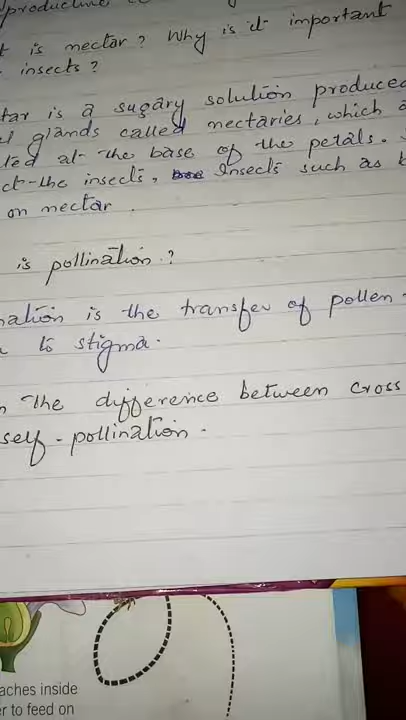 productive
is nectar? Why is it important
insects?
tar is a sugary solution produced
glands called nectaries, which a
ted at the base of the petals.
ct the insects, Insects such as b
on nectar.
is pollination?
nation is the transfer of pollen
to stigma.
n the difference between cross
self-pollination.
aches inside
er to feed on